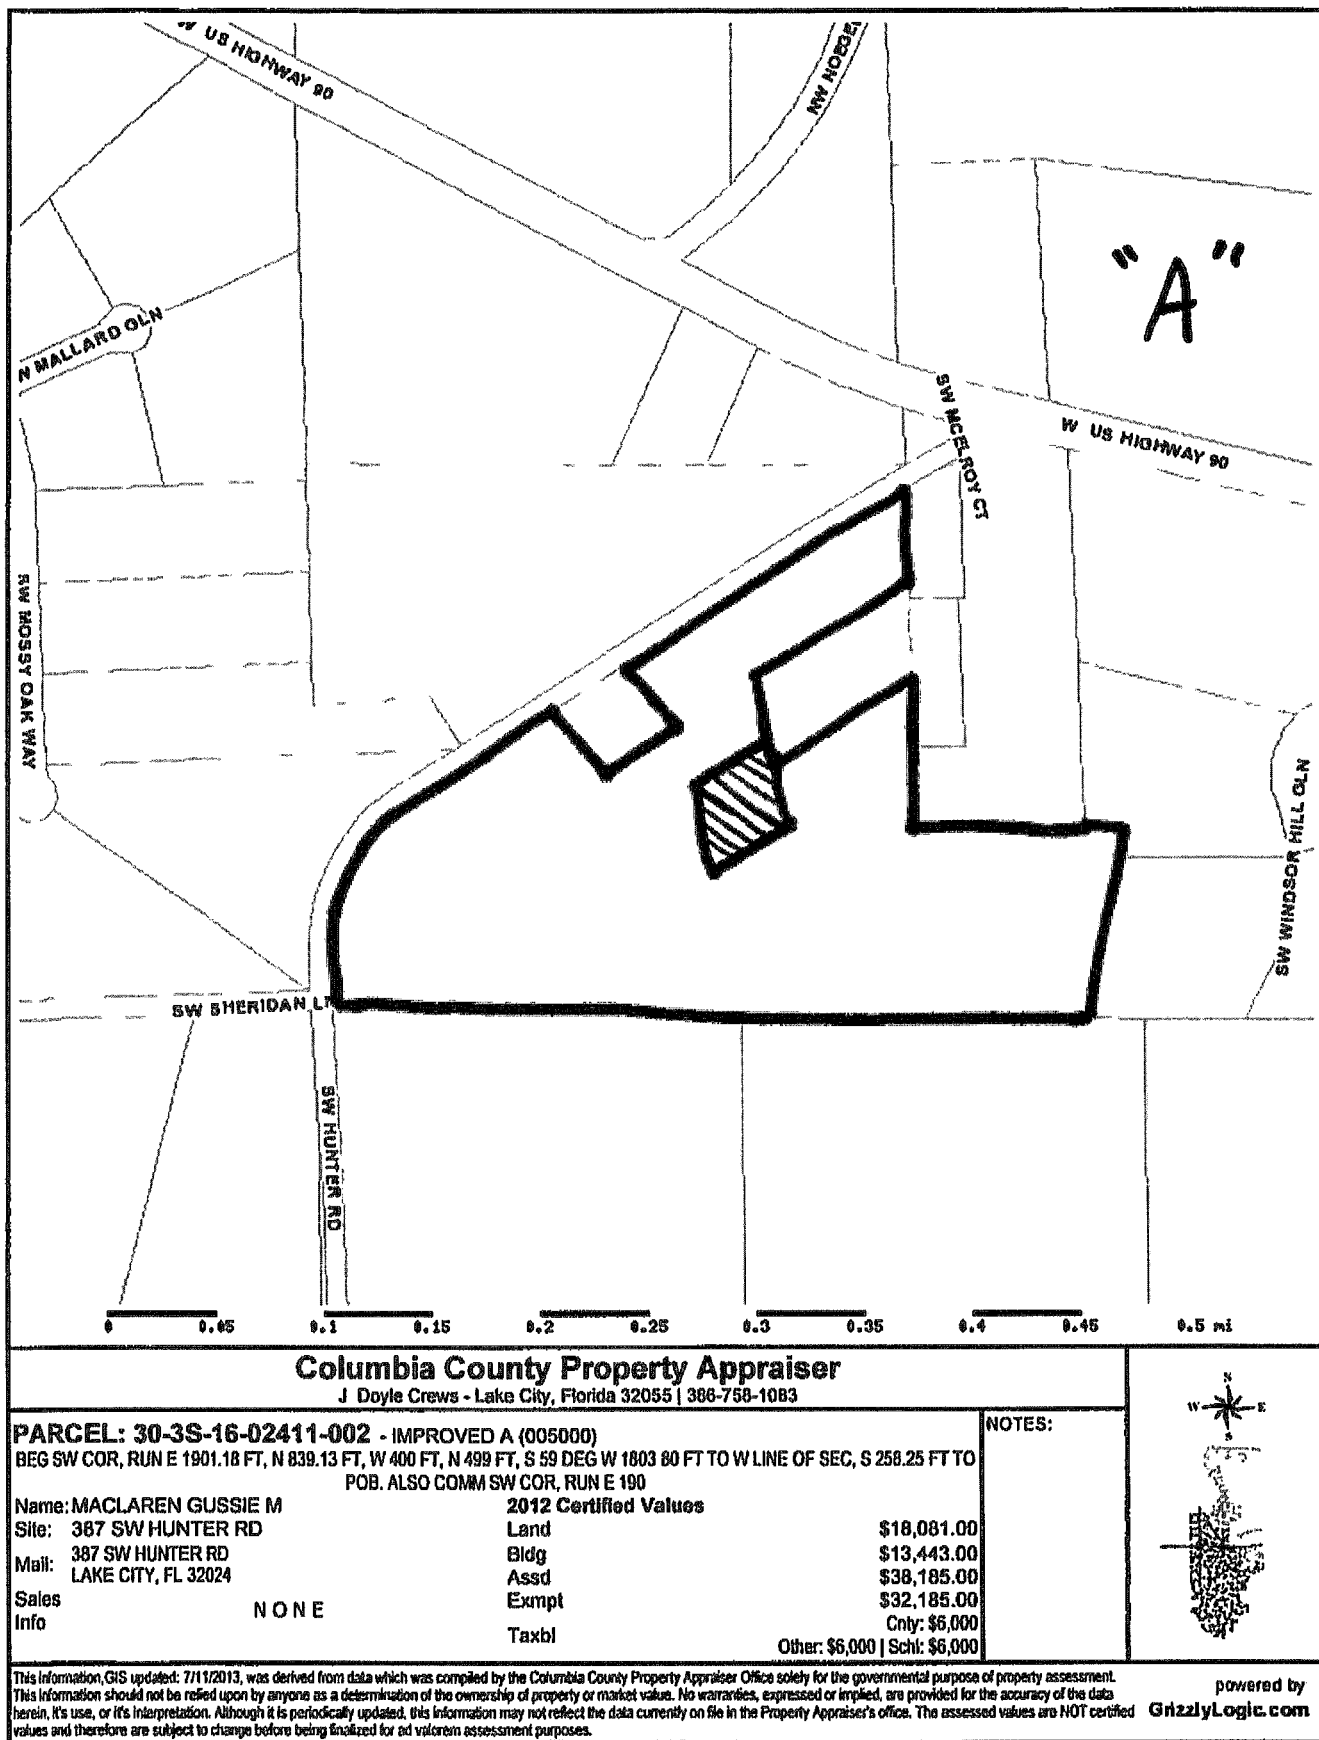 W US HIGHWAY 90
"A"
N MALLARD GLN
SW MCELROY CT
W US HIGHWAY 90
SW MOSSY OAK WAY
SW WINDSOR HILL GLN
SW SHERIDAN LT
SW HUNTER RD
0 0.05 0.1 0.15 0.2 0.25 0.3 0.35 0.4 0.45 0.5 mi
Columbia County Property Appraiser
J Doyle Crews - Lake City, Florida 32055 | 386-758-1083
PARCEL: 30-3S-16-02411-002 - IMPROVED A (005000)
BEG SW COR, RUN E 1901.18 FT, N 839.13 FT, W 400 FT, N 499 FT, S 59 DEG W 1803 80 FT TO W LINE OF SEC, S 258.25 FT TO
POB. ALSO COMM SW COR, RUN E 190
NOTES:
Name: MACLAREN GUSSIE M
Site: 387 SW HUNTER RD
Mail: 387 SW HUNTER RD
LAKE CITY, FL 32024
Sales
Info
NONE
2012 Certified Values
Land $18,081.00
Bldg $13,443.00
Assd $38,185.00
Exmpt $32,185.00
Cnty: $6,000
Taxbl
Other: $6,000 | Schl: $6,000
N
W E
S
This information, GIS updated: 7/11/2013, was derived from data which was compiled by the Columbia County Property Appraiser Office solely for the governmental purpose of property assessment.
This information should not be relied upon by anyone as a determination of the ownership of property or market value. No warranties, expressed or implied, are provided for the accuracy of the data
herein, it's use, or it's interpretation. Although it is periodically updated, this information may not reflect the data currently on file in the Property Appraiser's office. The assessed values are NOT certified
values and therefore are subject to change before being finalized for ad valorem assessment purposes.
powered by
GrizzlyLogic.com